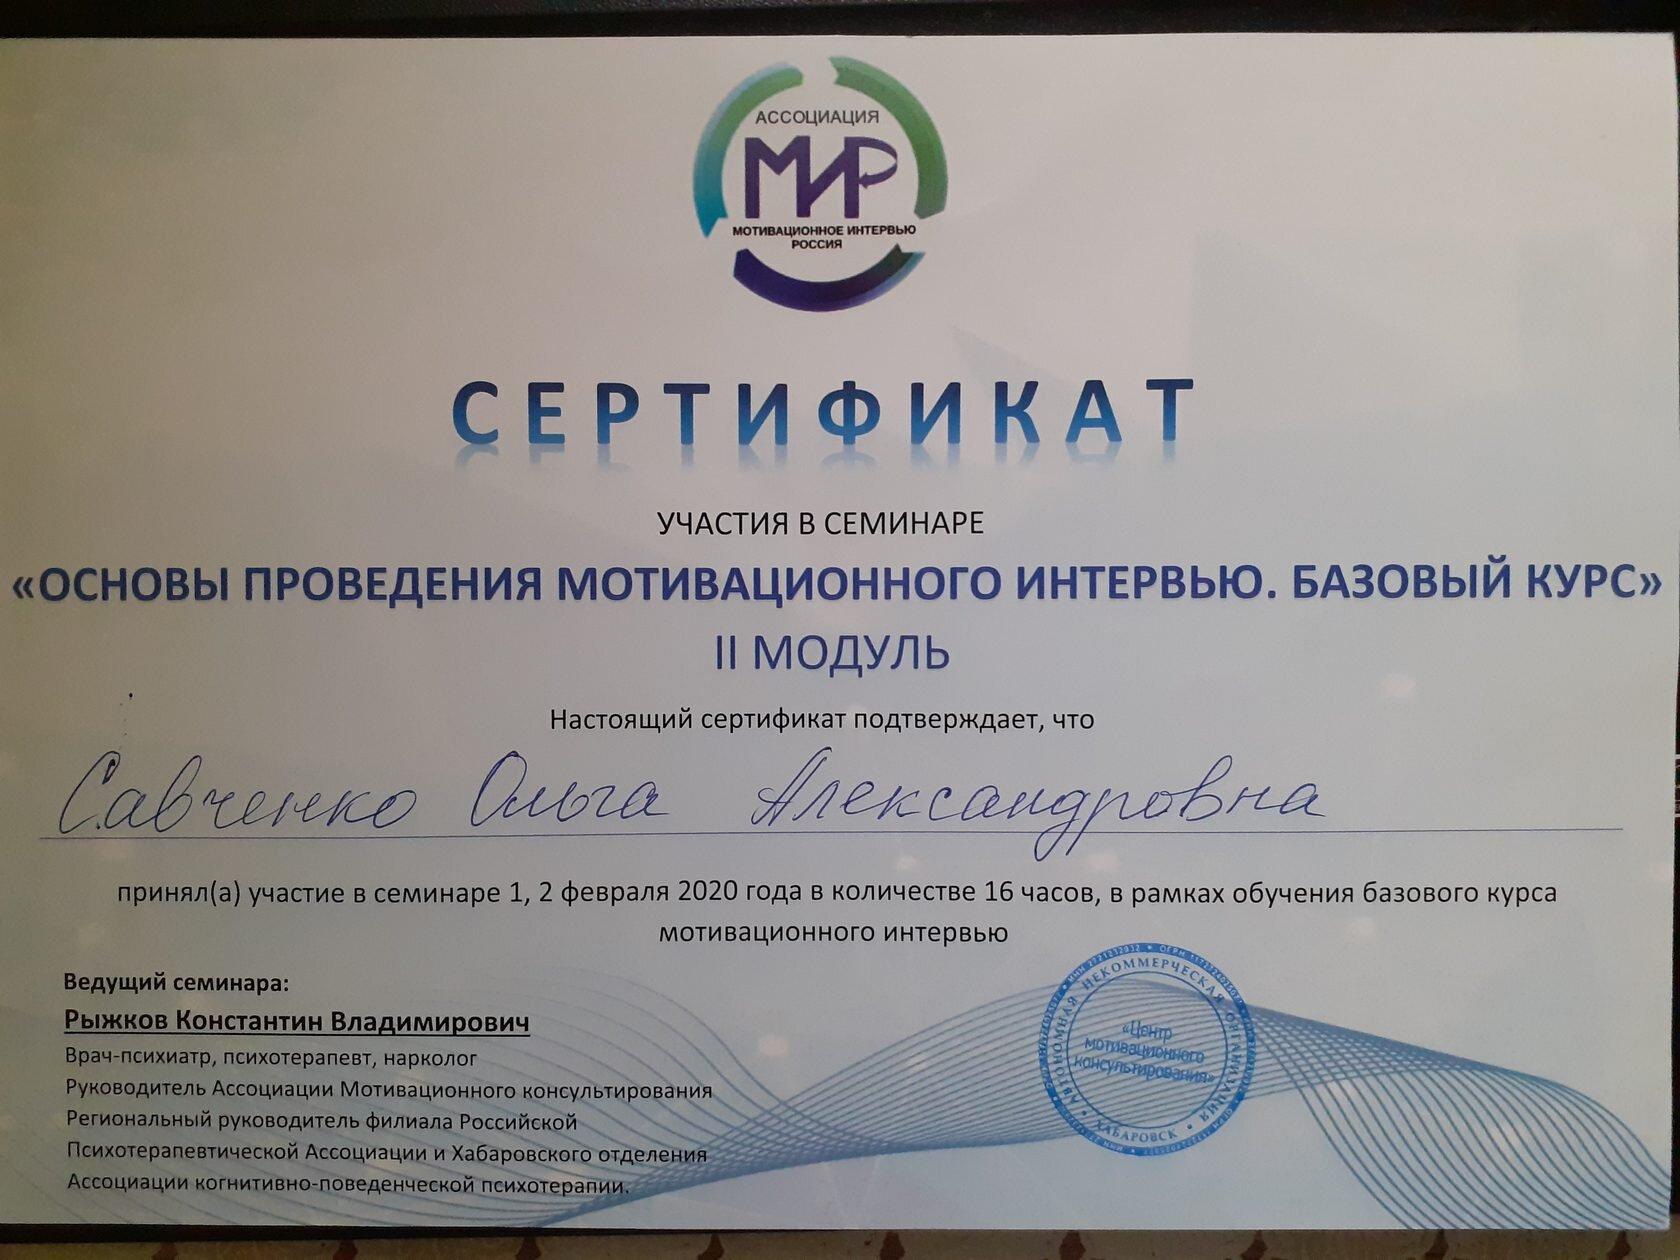 АССОЦИАЦИЯ
МИР
МОТИВАЦИОННОЕ ИНТЕРВЬЮ
РОССИЯ
СЕРТИФИКАТ
УЧАСТИЯ В СЕМИНАРЕ
«ОСНОВЫ ПРОВЕДЕНИЯ МОТИВАЦИОННОГО ИНТЕРВЬЮ. БАЗОВЫЙ КУРС»
II МОДУЛЬ
Настоящий сертификат подтверждает, что
Савченко Ольга Александровна
принял(а) участие в семинаре 1, 2 февраля 2020 года в количестве 16 часов, в рамках обучения базового курса
мотивационного интервью
Ведущий семинара:
Рыжков Константин Владимирович
Врач-психиатр, психотерапевт, нарколог
Руководитель Ассоциации Мотивационного консультирования
Региональный руководитель филиала Российской
Психотерапевтической Ассоциации и Хабаровского отделения
Ассоциации когнитивно-поведенческой психотерапии.
АВТОНОМНАЯ НЕКОММЕРЧЕСКАЯ ОРГАНИЗАЦИЯ
«Центр
мотивационного
консультирования»
ХАБАРОВСК